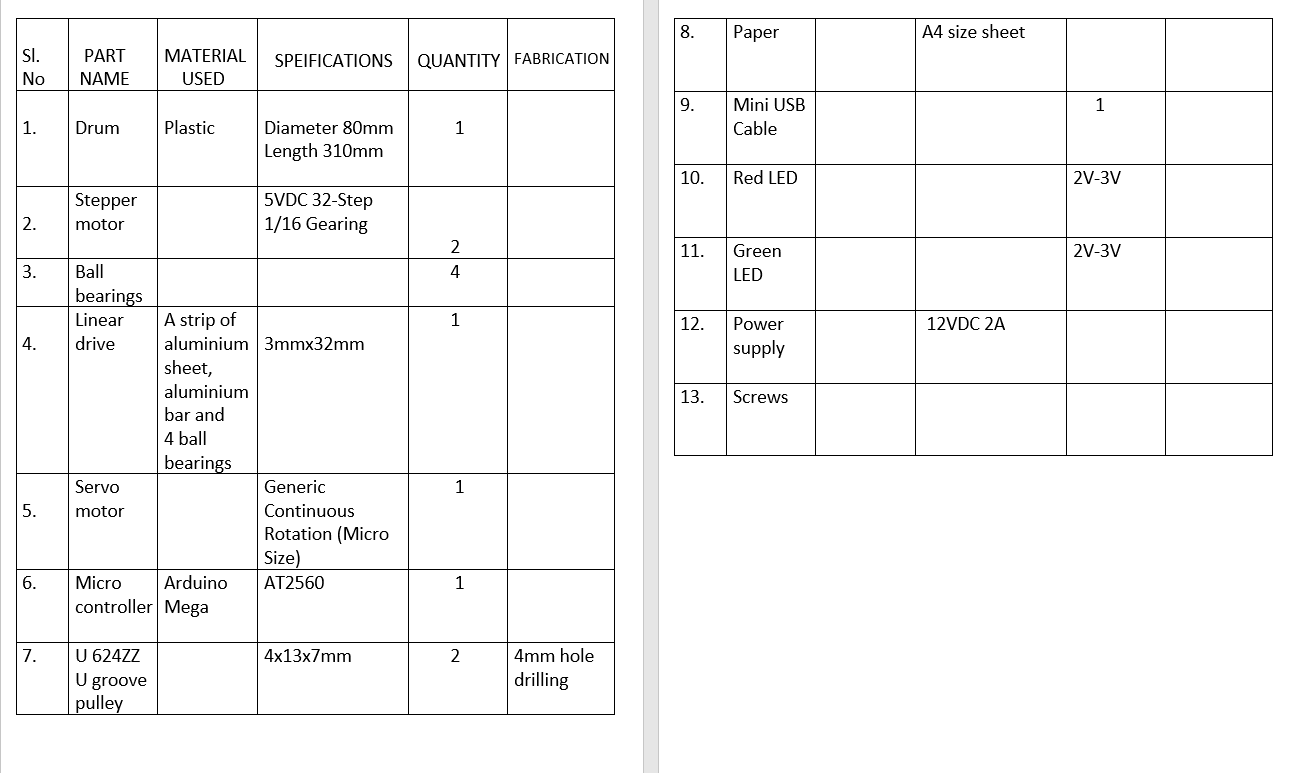 Sl. No PART NAME MATERIAL USED SPEIFICATIONS QUANTITY FABRICATION
1. Drum Plastic Diameter 80mm Length 310mm 1
2. Stepper motor 5VDC 32-Step 1/16 Gearing 2
3. Ball bearings 4
4. Linear drive A strip of aluminium sheet, aluminium bar and 4 ball bearings 3mmx32mm 1
5. Servo motor Generic Continuous Rotation (Micro Size) 1
6. Micro controller Arduino Mega AT2560 1
7. U 624ZZ U groove pulley 4x13x7mm 2 4mm hole drilling
8. Paper A4 size sheet
9. Mini USB Cable 1
10. Red LED 2V-3V
11. Green LED 2V-3V
12. Power supply 12VDC 2A
13. Screws